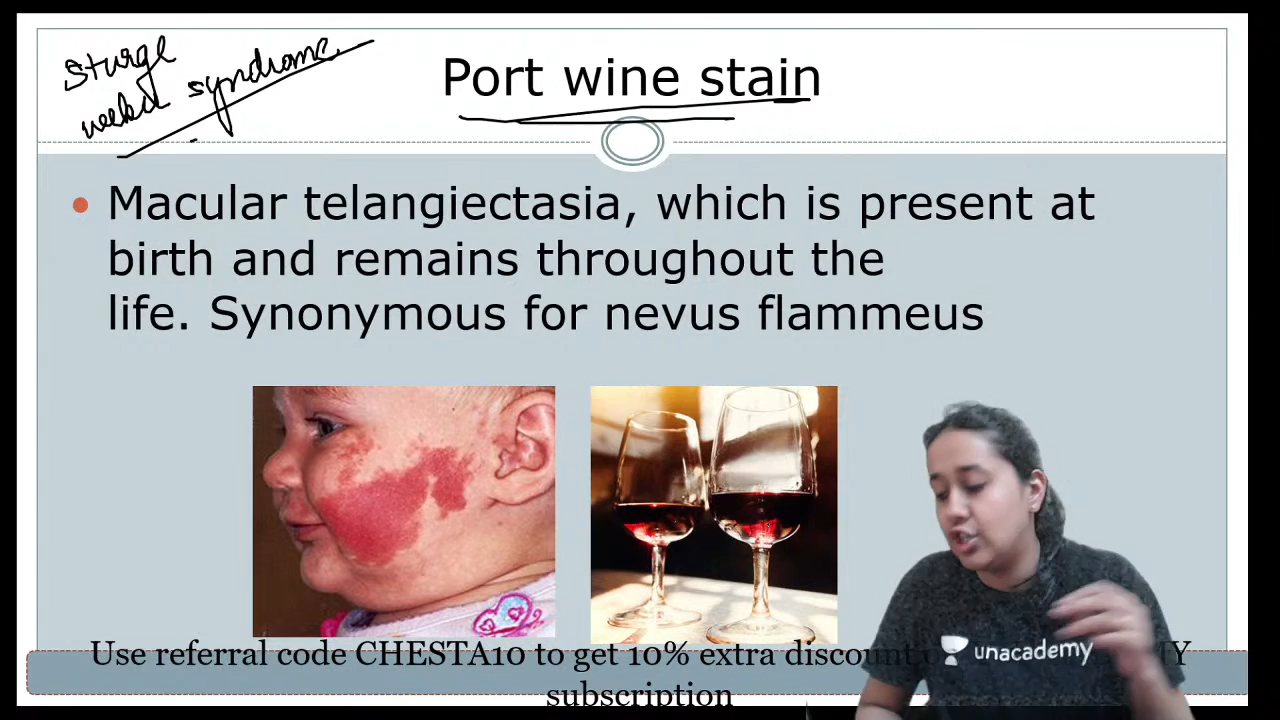 Sturge
weber syndrome
Port wine stain
Macular telangiectasia, which is present at
birth and remains throughout the
life. Synonymous for nevus flammeus
Use referral code CHESTA10 to get 10% extra discount
subscription
unacademy